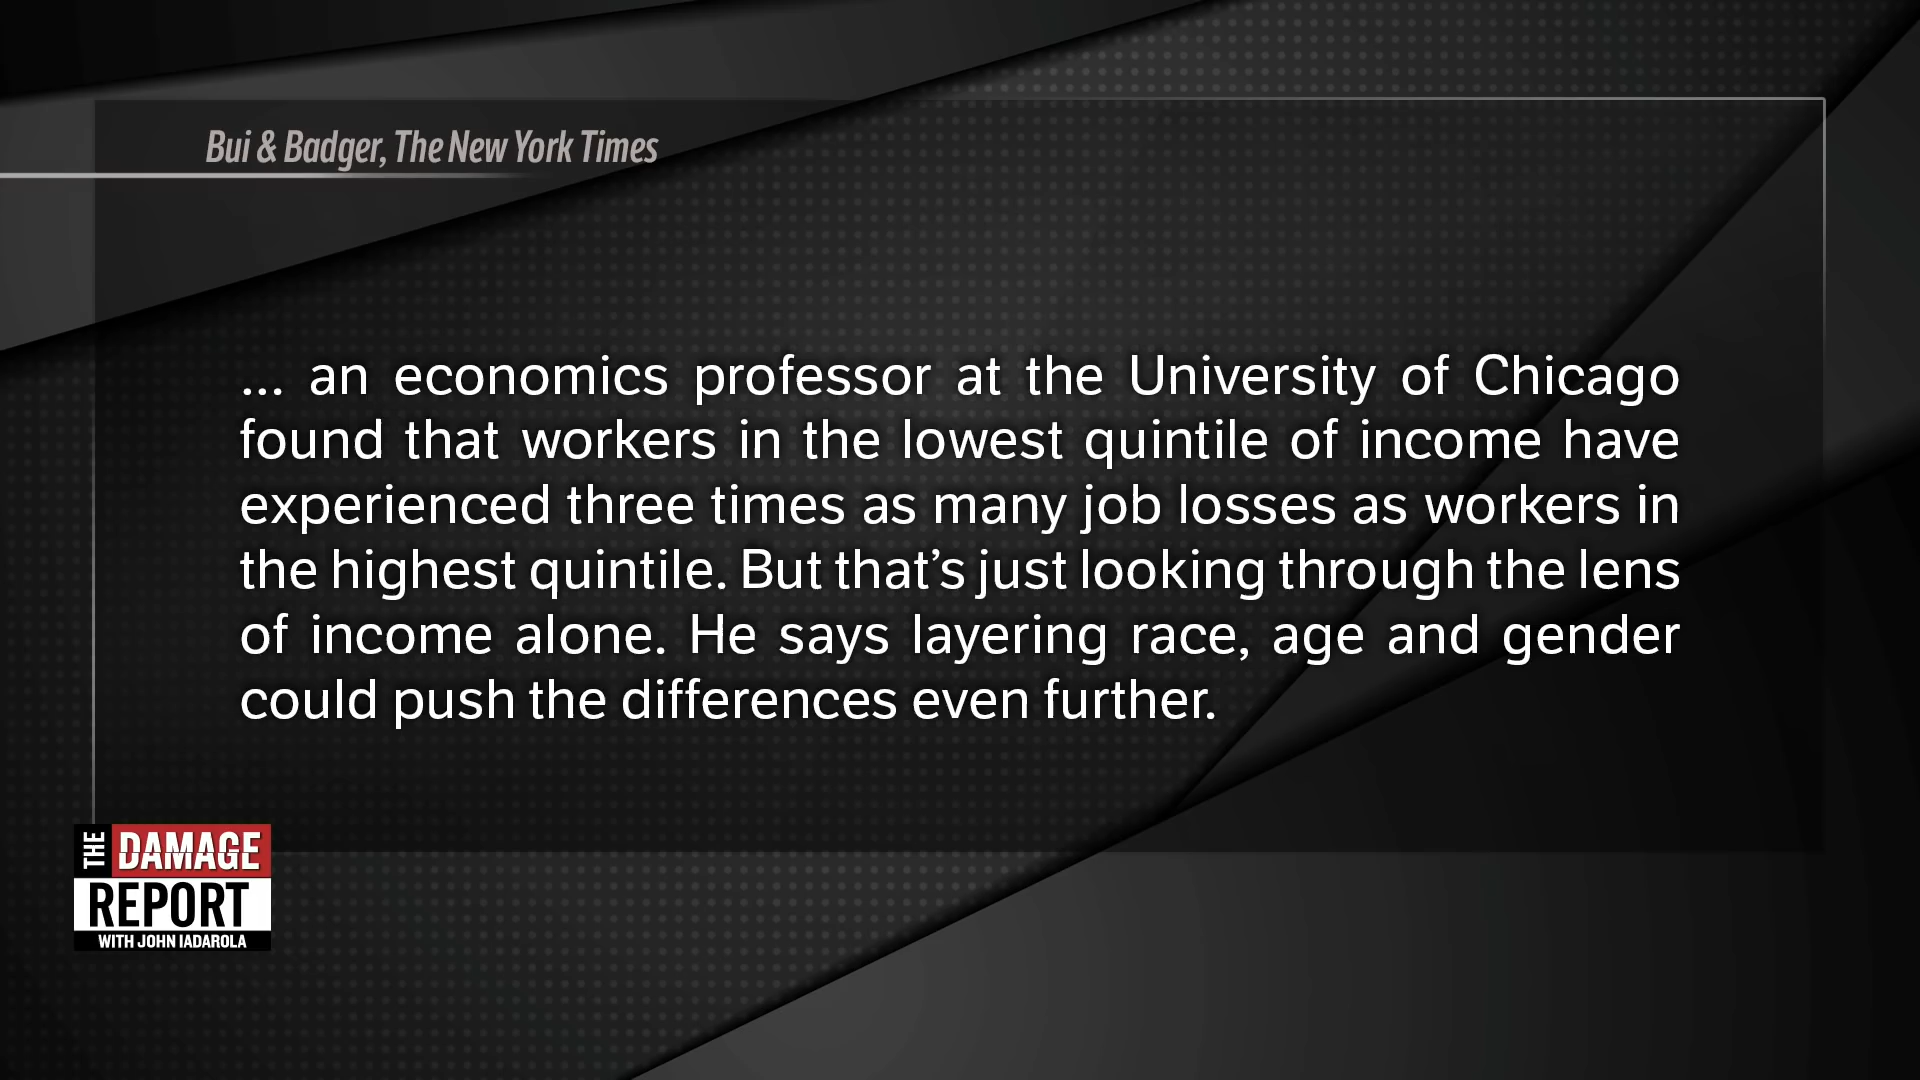 Bui & Badger, The New York Times
... an economics professor at the University of Chicago
found that workers in the lowest quintile of income have
experienced three times as many job losses as workers in
the highest quintile. But that’s just looking through the lens
of income alone. He says layering race, age and gender
could push the differences even further.
THE DAMAGE
REPORT
WITH JOHN IADAROLA